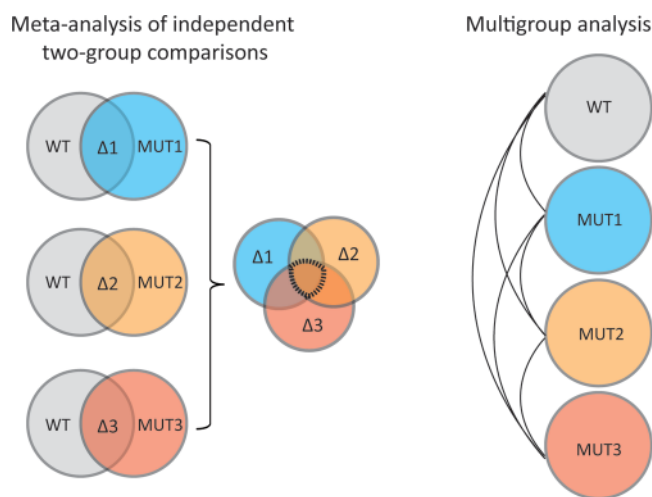 Meta-analysis of independent
two-group comparisons
WT Δ1 MUT1
WT Δ2 MUT2
WT Δ3 MUT3
Δ1 Δ2
Δ3
Multigroup analysis
WT
MUT1
MUT2
MUT3